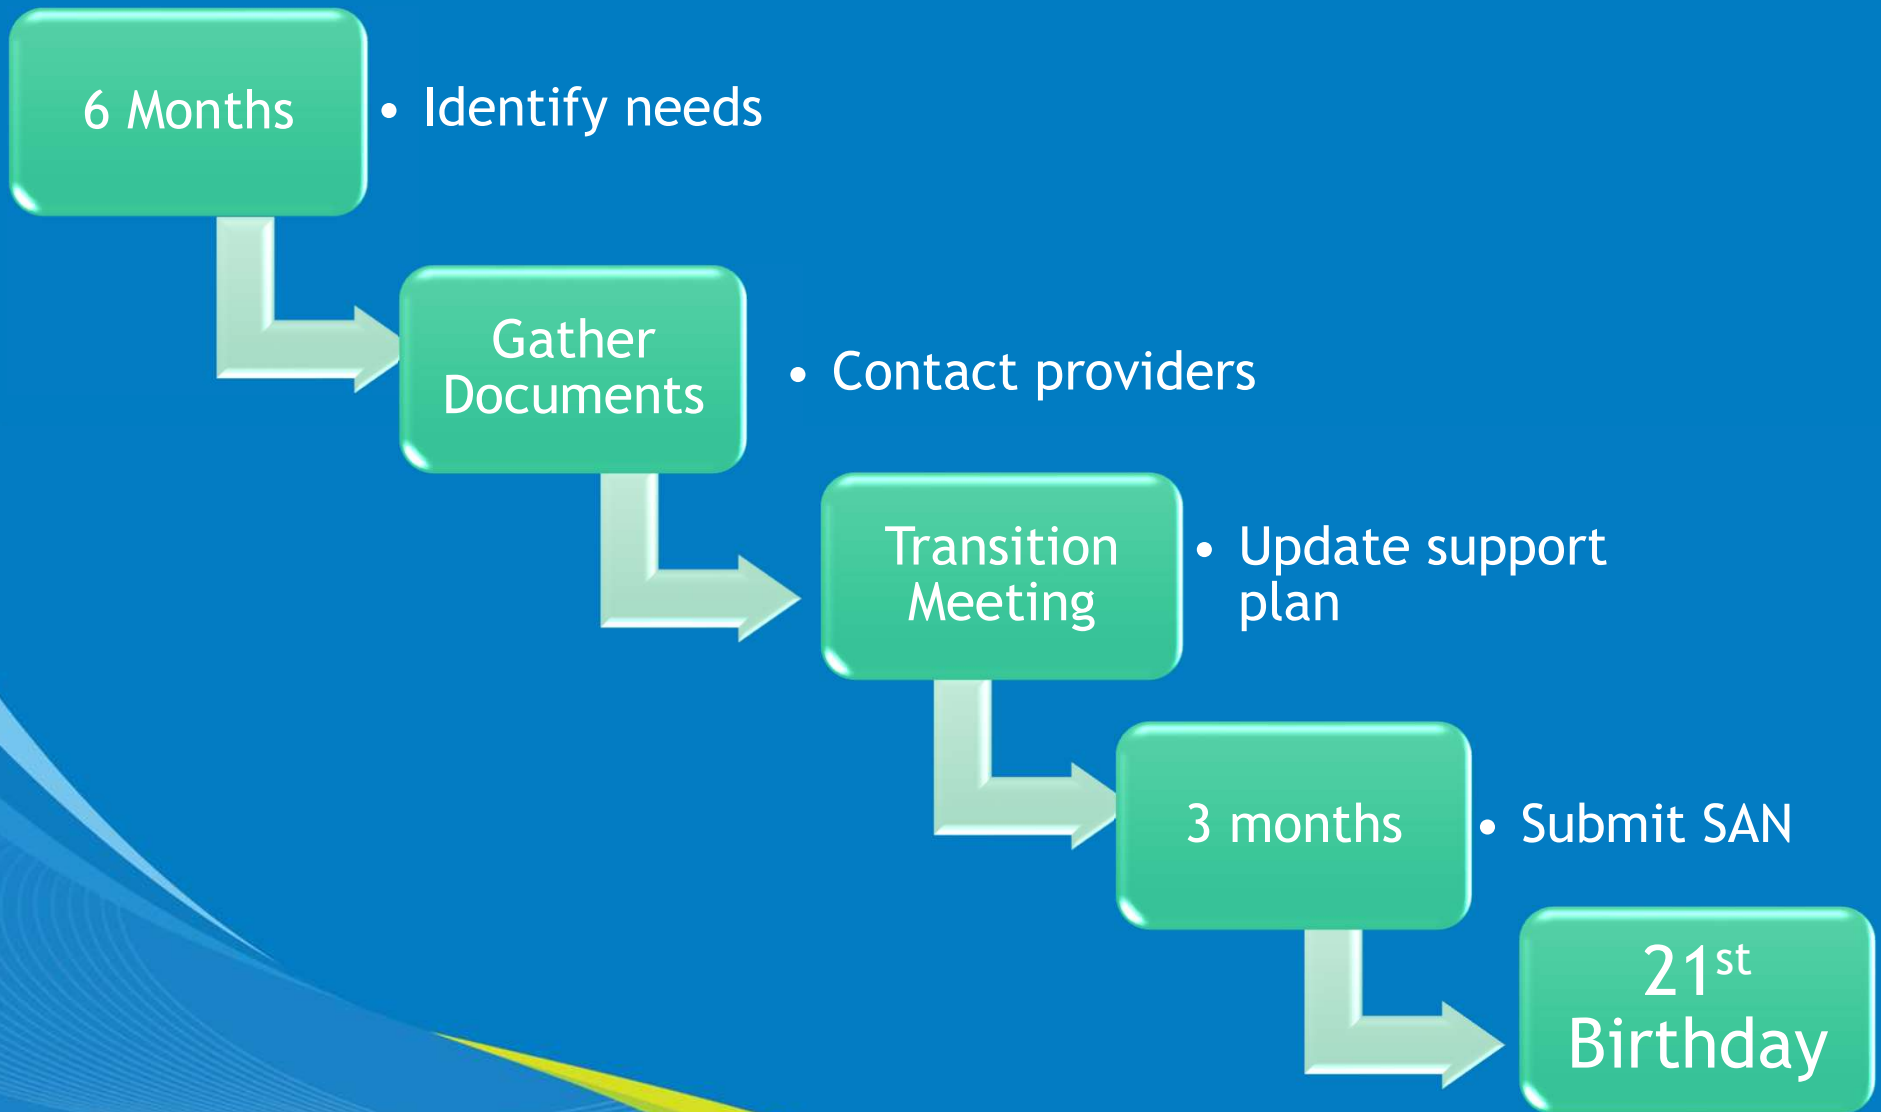 6 Months
• Identify needs
Gather
Documents
• Contact providers
Transition
Meeting
• Update support
plan
3 months
• Submit SAN
21st
Birthday